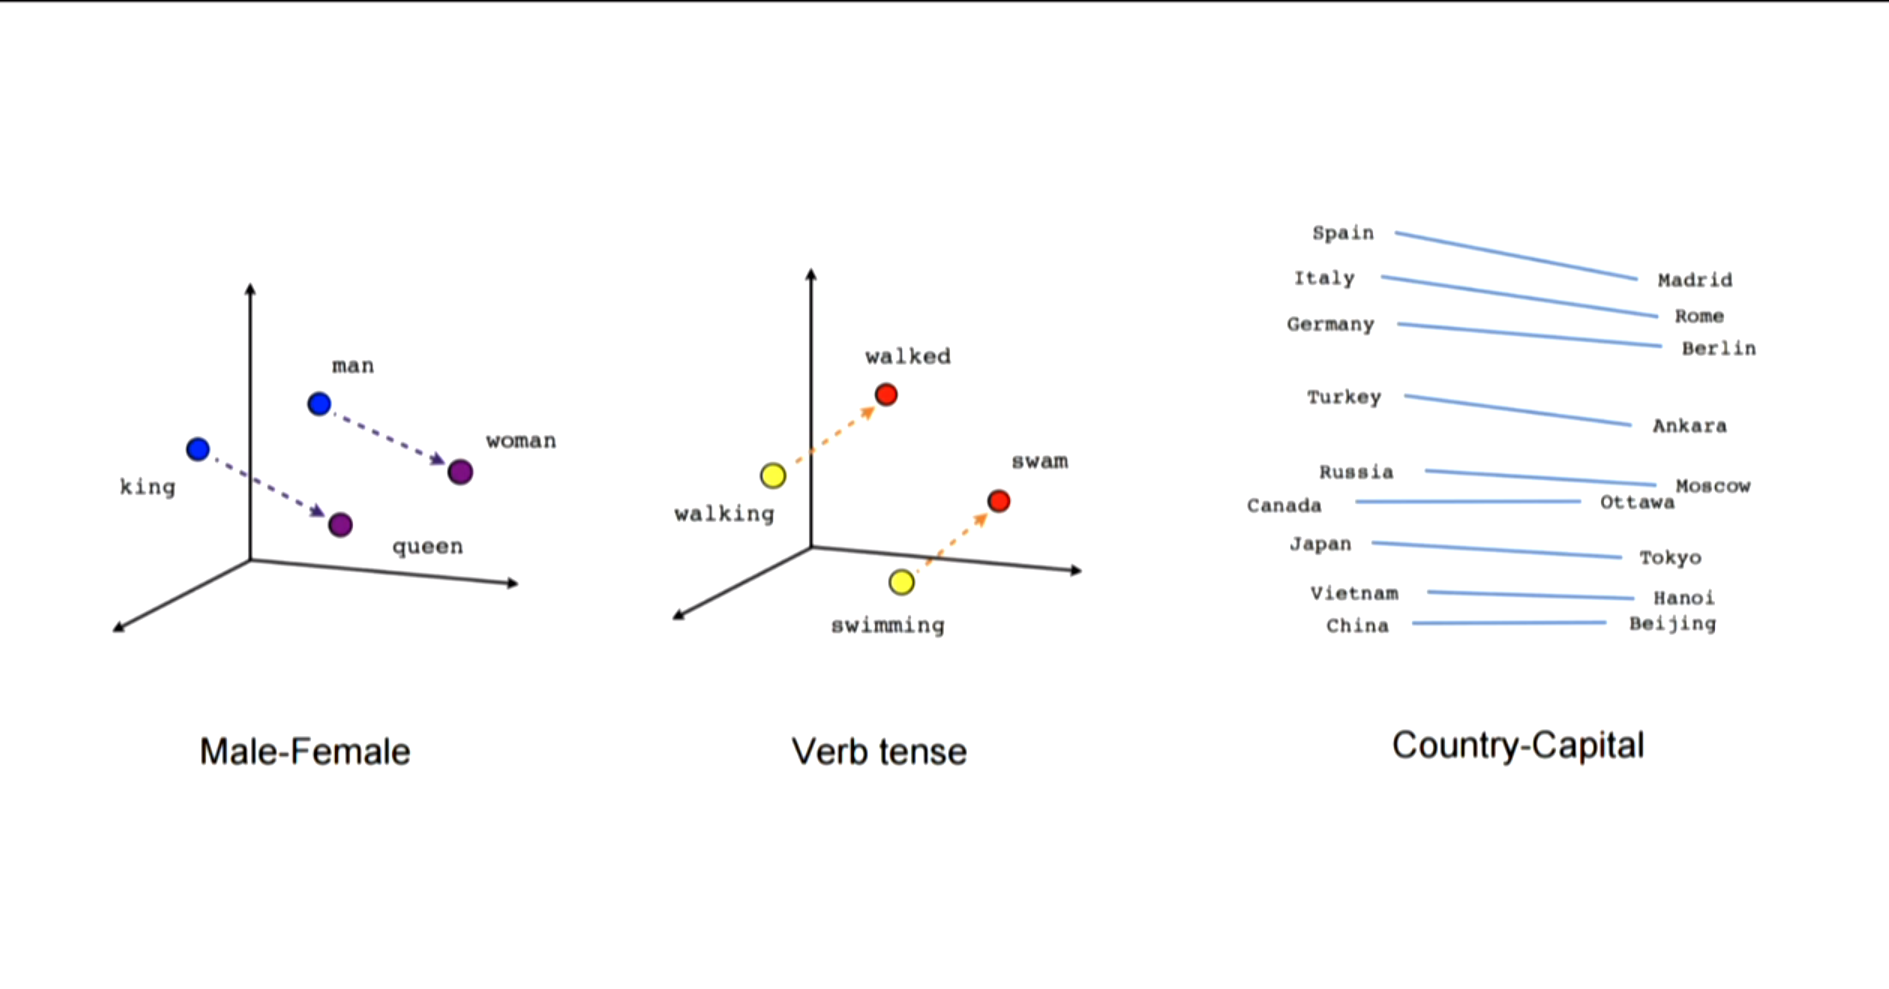 man
woman
king
queen
Male-Female
walked
swam
walking
swimming
Verb tense
Spain Madrid
Italy Rome
Germany Berlin
Turkey Ankara
Russia Moscow
Canada Ottawa
Japan Tokyo
Vietnam Hanoi
China Beijing
Country-Capital